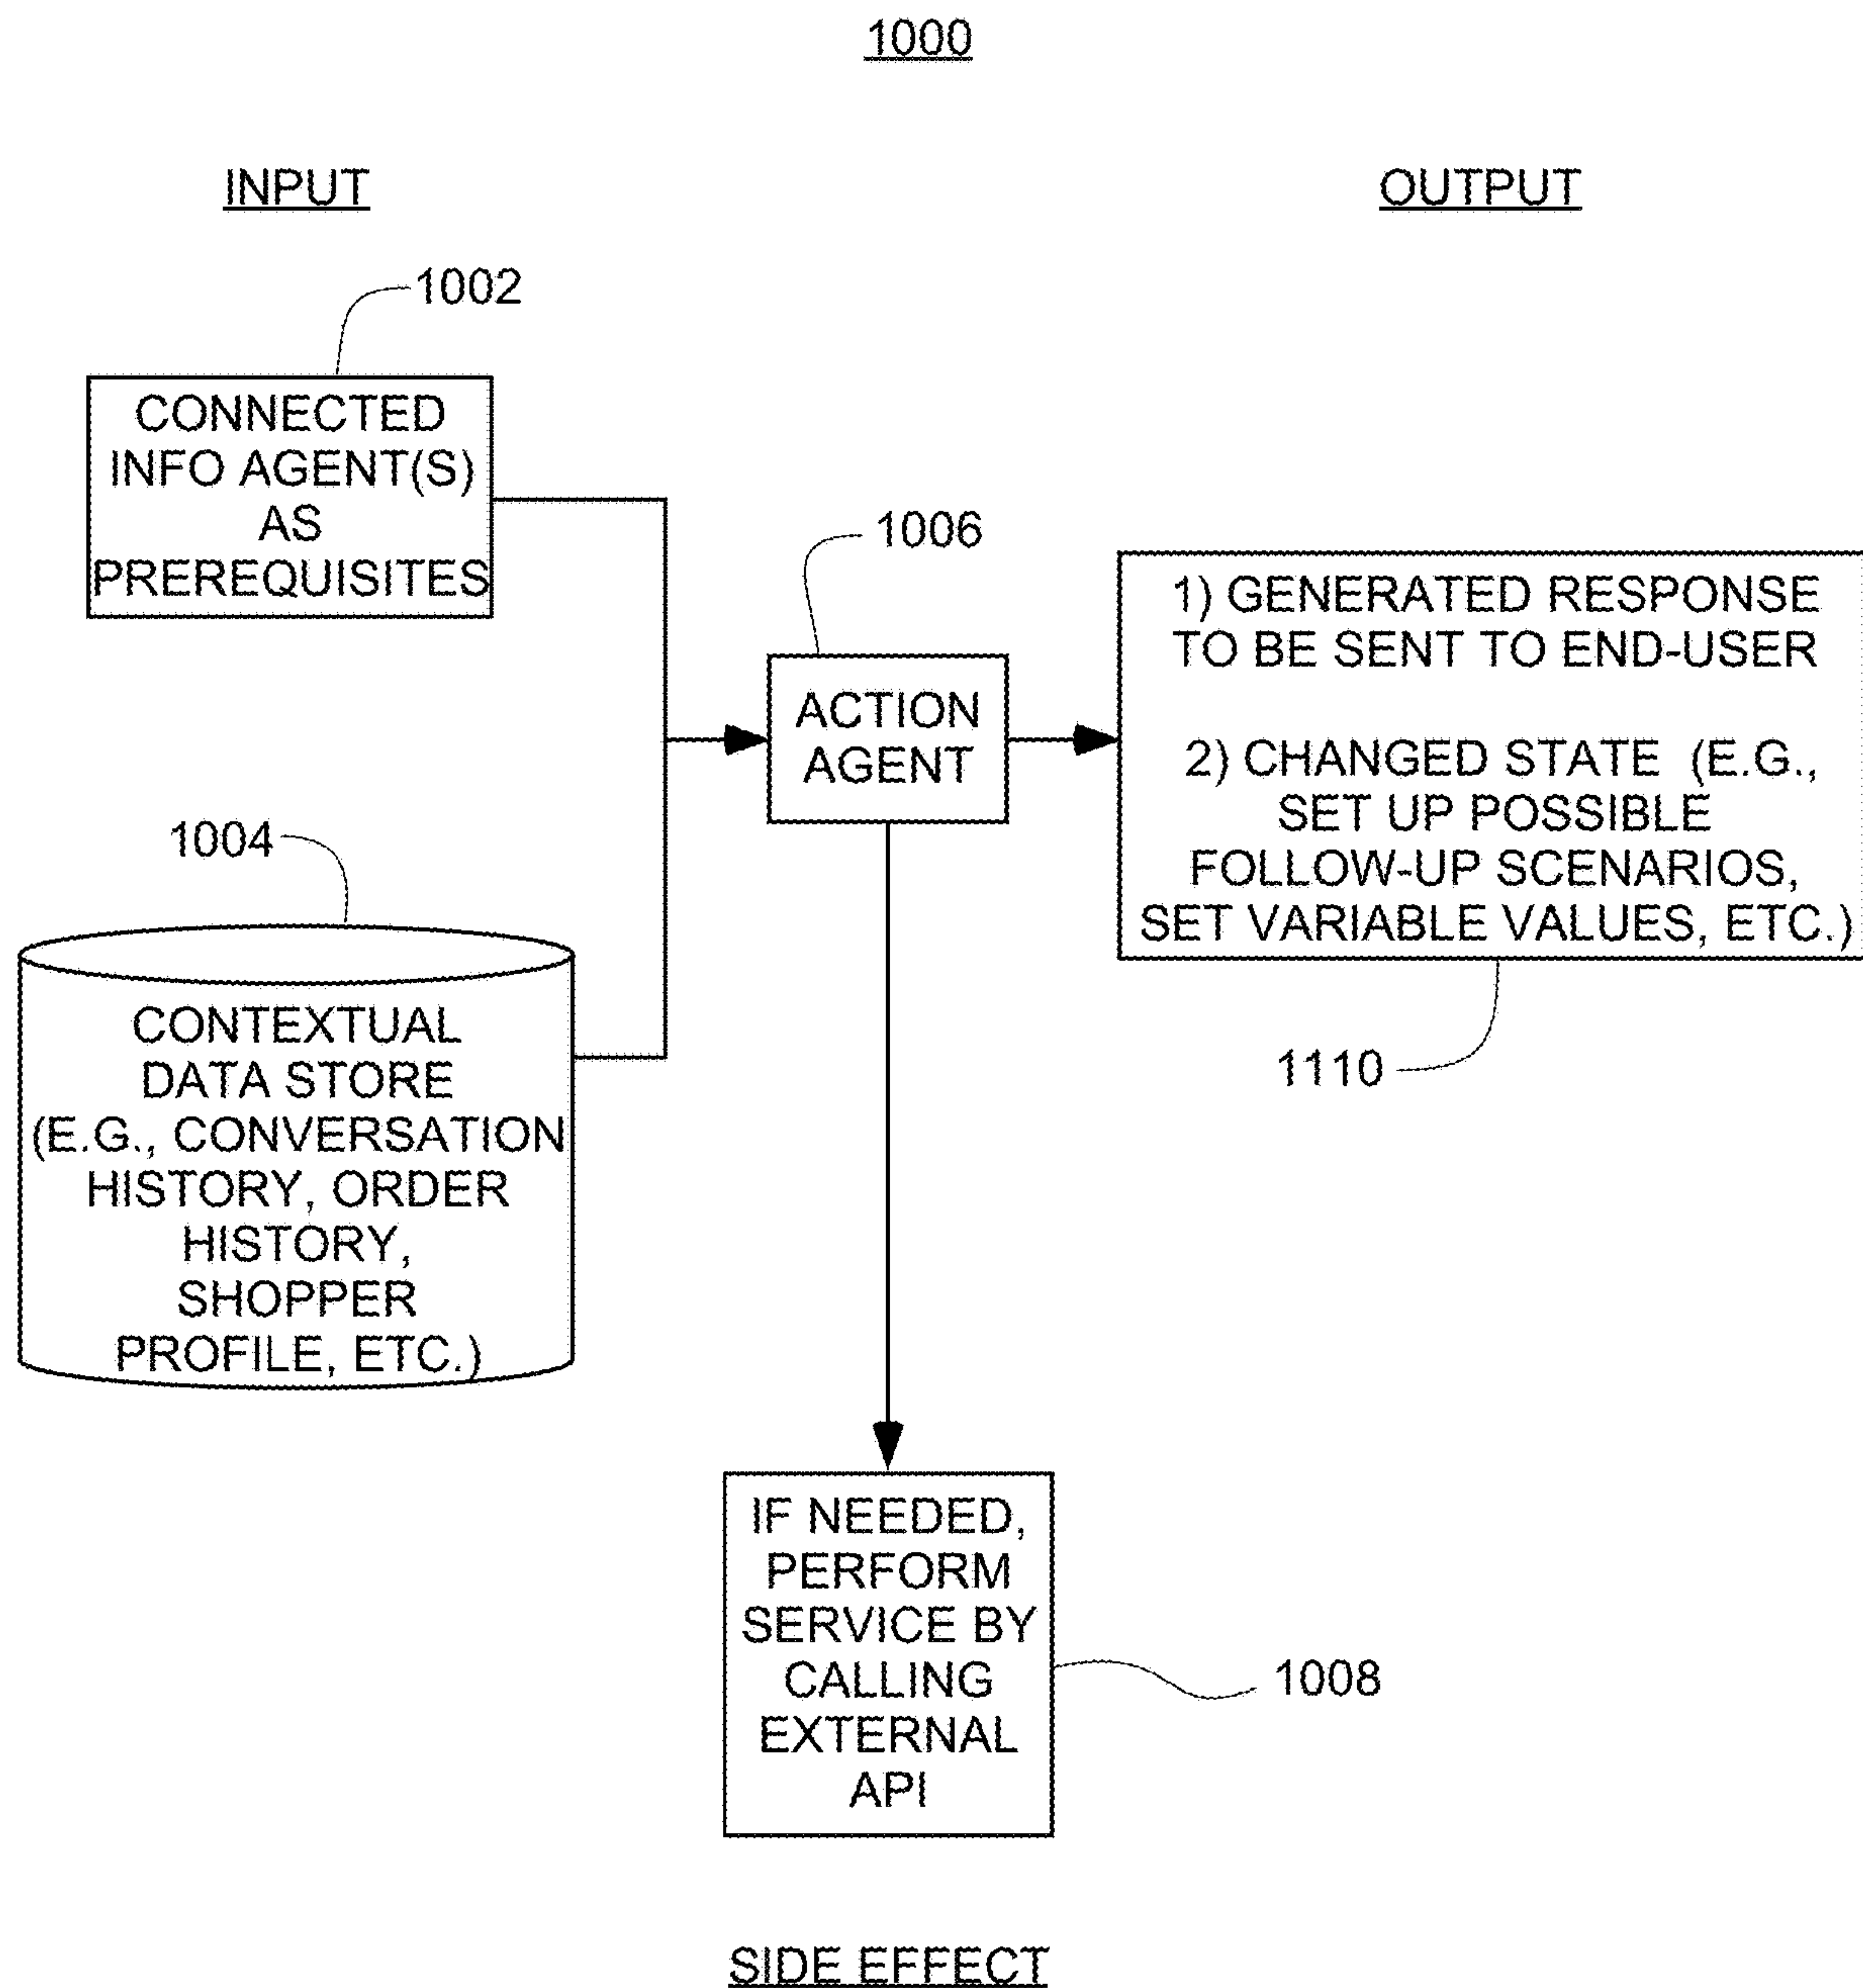 1000
INPUT
OUTPUT
1002
CONNECTED
INFO AGENT(S)
AS
PREREQUISITES
1004
CONTEXTUAL
DATA STORE
(E.G., CONVERSATION
HISTORY, ORDER
HISTORY,
SHOPPER
PROFILE, ETC.)
1006
ACTION
AGENT
1) GENERATED RESPONSE
TO BE SENT TO END-USER
2) CHANGED STATE (E.G.,
SET UP POSSIBLE
FOLLOW-UP SCENARIOS,
SET VARIABLE VALUES, ETC.)
1110
IF NEEDED,
PERFORM
SERVICE BY
CALLING
EXTERNAL
API
1008
SIDE EFFECT